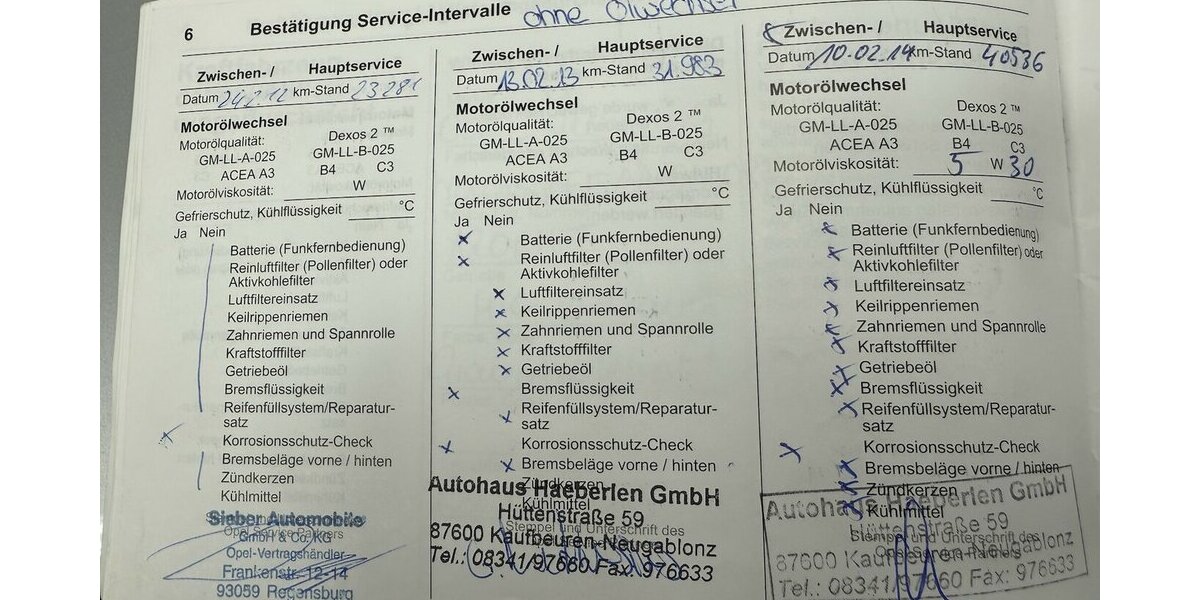 6 Bestätigung Service-Intervalle ohne Ölwechsel
Zwischen- / Hauptservice
Datum 24.2.12 km-Stand 23281
Motorölwechsel
Motorölqualität: Dexos 2 ™
GM-LL-A-025 GM-LL-B-025
ACEA A3 B4 C3
Motorölviskosität: W
Gefrierschutz, Kühlflüssigkeit °C
Ja Nein
Batterie (Funkfernbedienung)
Reinluftfilter (Pollenfilter) oder
Aktivkohlefilter
Luftfiltereinsatz
Keilrippenriemen
Zahnriemen und Spannrolle
Kraftstofffilter
Getriebeöl
Bremsflüssigkeit
Reifenfüllsystem/Reparatur-
satz
x Korrosionsschutz-Check
Bremsbeläge vorne / hinten
Zündkerzen
Kühlmittel
Sieber Automobile
GmbH & Co. KG
Opel-Vertragshändler
Frankenstr. 12-14
93059 Regensburg
Zwischen- / Hauptservice
Datum 13.02.13 km-Stand 31.983
Motorölwechsel
Motorölqualität: Dexos 2 ™
GM-LL-A-025 GM-LL-B-025
ACEA A3 B4 C3
Motorölviskosität: W
Gefrierschutz, Kühlflüssigkeit °C
Ja Nein
x Batterie (Funkfernbedienung)
x Reinluftfilter (Pollenfilter) oder
Aktivkohlefilter
x Luftfiltereinsatz
x Keilrippenriemen
x Zahnriemen und Spannrolle
x Kraftstofffilter
x Getriebeöl
x Bremsflüssigkeit
x Reifenfüllsystem/Reparatur-
satz
x Korrosionsschutz-Check
x Bremsbeläge vorne / hinten
Zündkerzen
Kühlmittel
Autohaus Haeberlen GmbH
Hüttenstraße 59
Stempel und Unterschrift des
87600 Kaufbeuren-Neugablonz
Tel.: 08341/97660 Fax: 976633
x Zwischen- / Hauptservice
Datum 10.02.14 km-Stand 40536
Motorölwechsel
Motorölqualität: Dexos 2 ™
GM-LL-A-025 GM-LL-B-025
ACEA A3 B4 C3
Motorölviskosität: 5 W 30
Gefrierschutz, Kühlflüssigkeit °C
Ja Nein
x Batterie (Funkfernbedienung)
x Reinluftfilter (Pollenfilter) oder
Aktivkohlefilter
x Luftfiltereinsatz
x Keilrippenriemen
x Zahnriemen und Spannrolle
x Kraftstofffilter
x Getriebeöl
x Bremsflüssigkeit
x Reifenfüllsystem/Reparatur-
satz
x Korrosionsschutz-Check
x Bremsbeläge vorne / hinten
x Zündkerzen
x Kühlmittel
Autohaus Haeberlen GmbH
Hüttenstraße 59
Stempel und Unterschrift des
87600 Kaufbeuren-Neugablonz
Tel.: 08341/97660 Fax: 976633